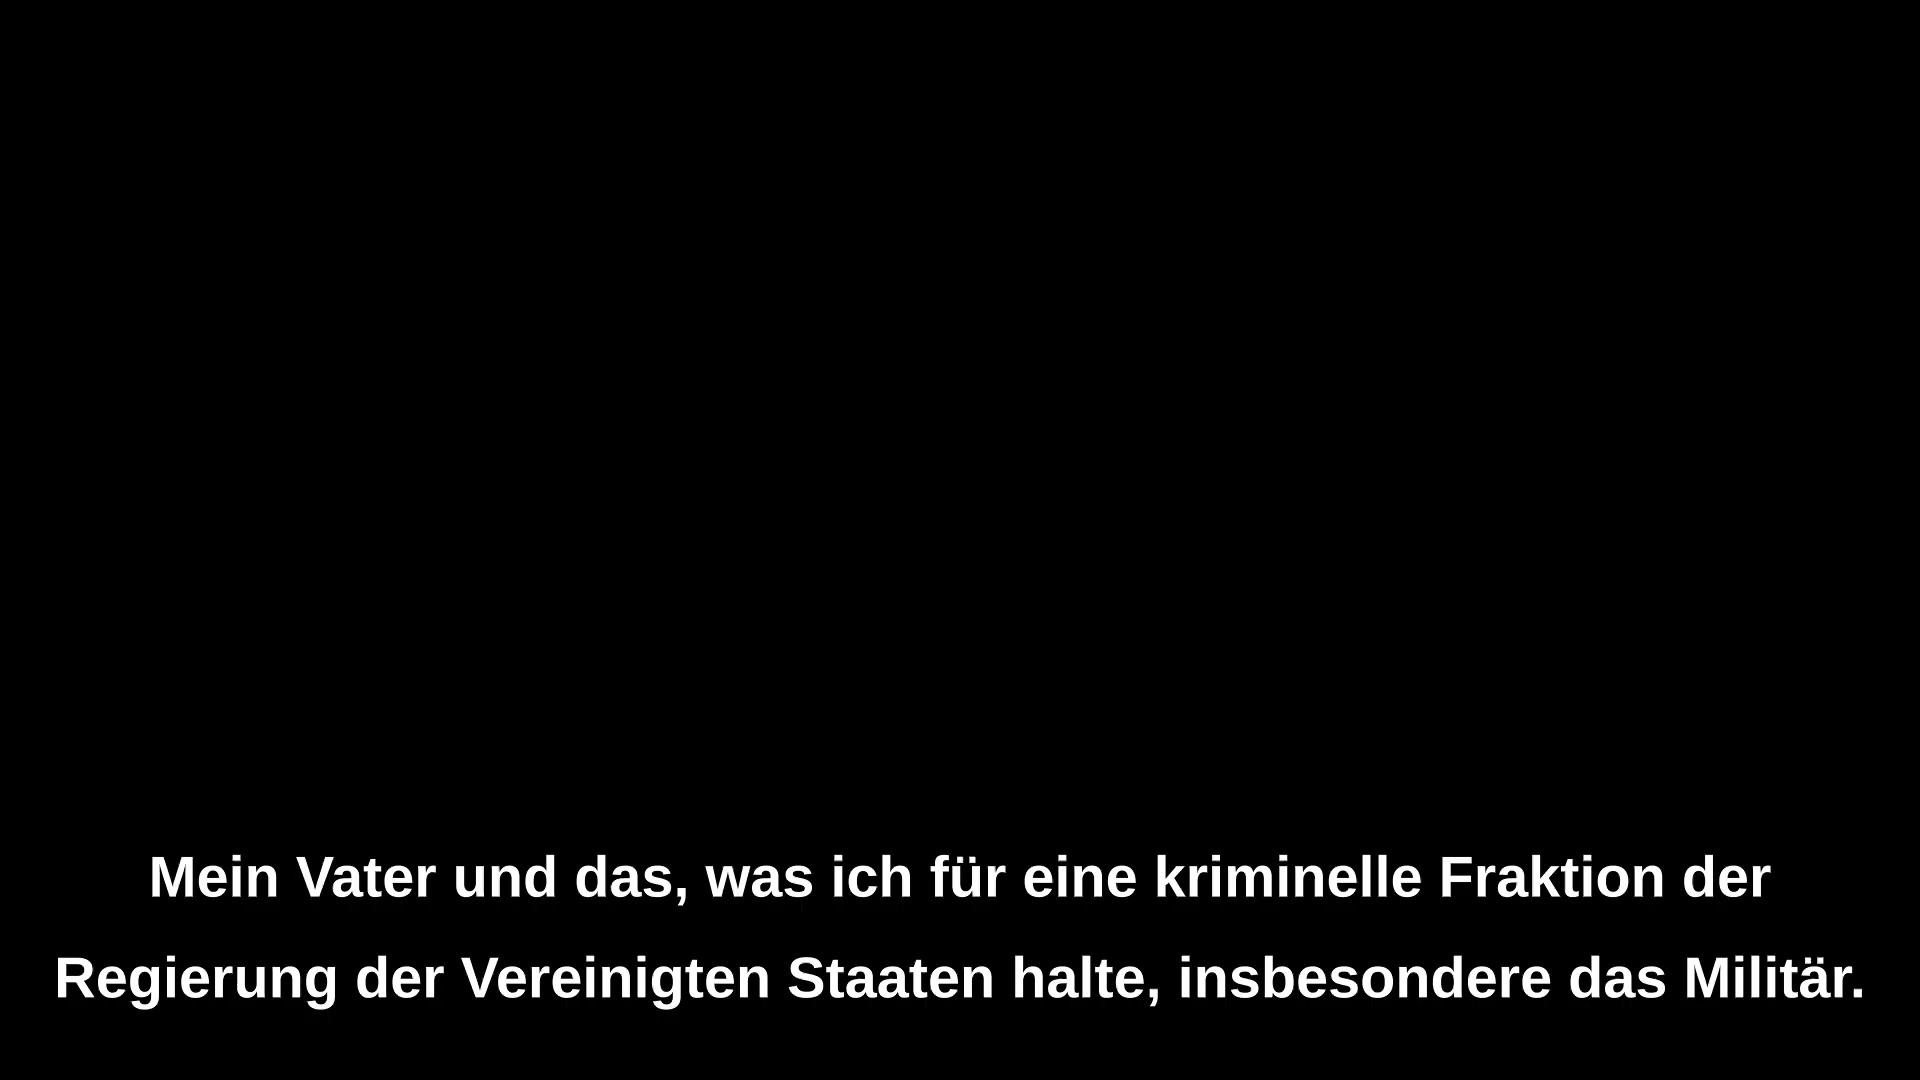 Mein Vater und das, was ich für eine kriminelle Fraktion der
Regierung der Vereinigten Staaten halte, insbesondere das Militär.